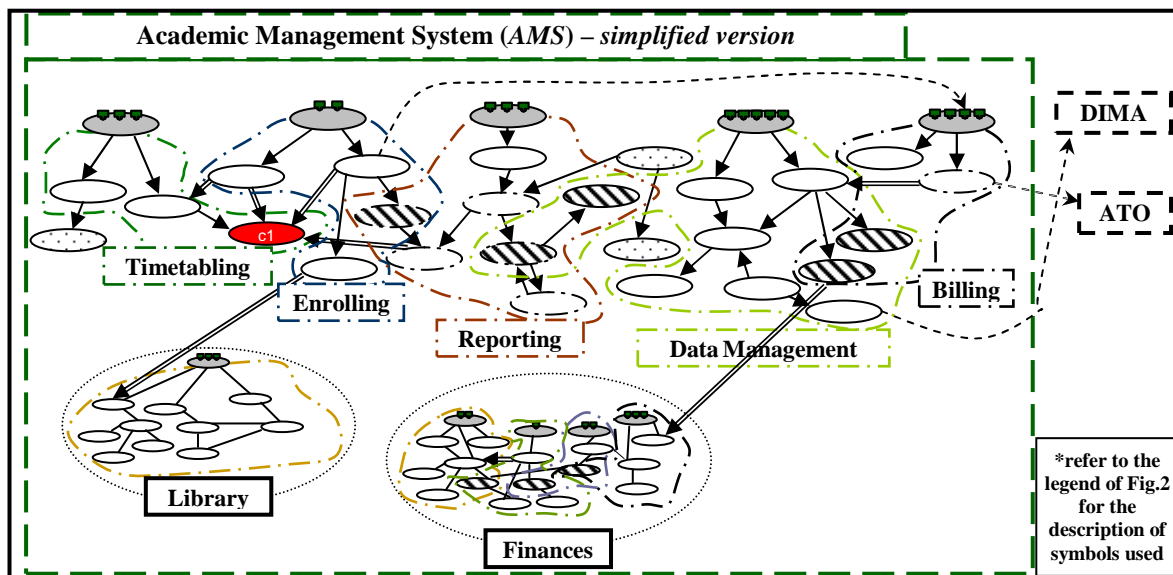 Academic Management System (AMS) – simplified version
DIMA
ATO
c1
Timetabling
Enrolling
Reporting
Data Management
Billing
Library
Finances
*refer to the
legend of Fig.2
for the
description of
symbols used